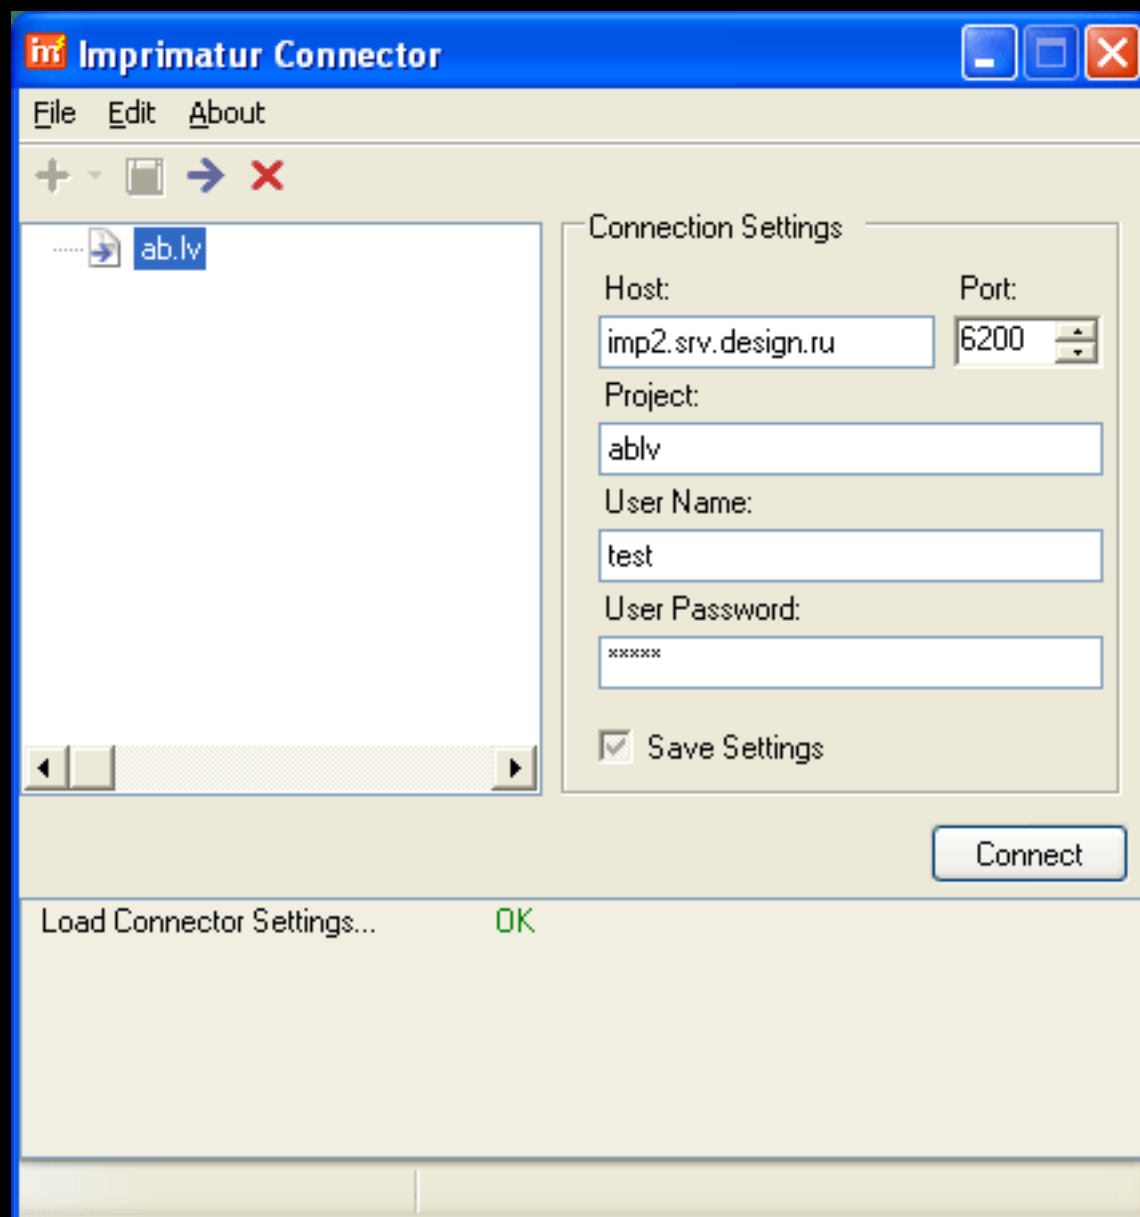 im Imprimatur Connector
File Edit About
ab.lv
Connection Settings
Host: Port:
imp2.srv.design.ru 6200
Project:
ablv
User Name:
test
User Password:
*****
Save Settings
Connect
Load Connector Settings... OK